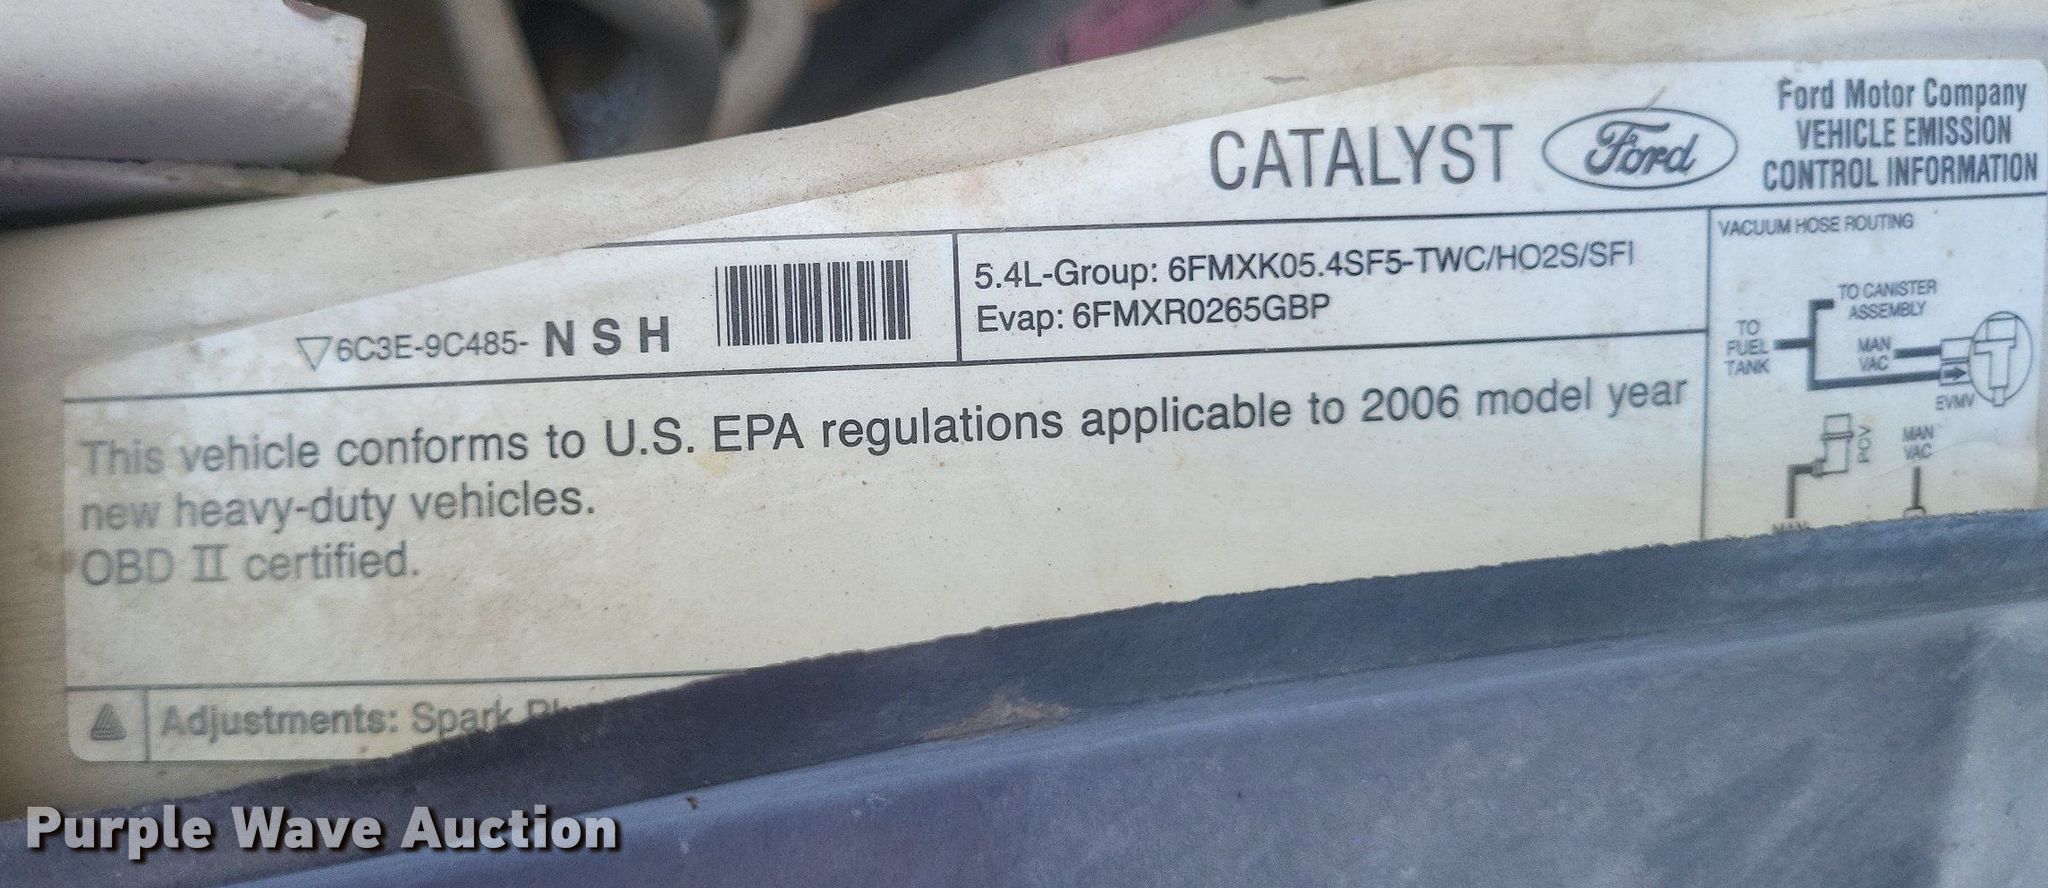 CATALYST Ford
Ford Motor Company
VEHICLE EMISSION
CONTROL INFORMATION
6C3E-9C485- NSH
5.4L-Group: 6FMXK05.4SF5-TWC/HO2S/SFI
Evap: 6FMXR0265GBP
This vehicle conforms to U.S. EPA regulations applicable to 2006 model year
new heavy-duty vehicles.
OBD II certified.
Adjustments: Spark
VACUUM HOSE ROUTING
TO CANISTER
ASSEMBLY
TO
FUEL
TANK
MAN
VAC
EVMV
PCV
MAN
VAC
MAN
Purple Wave Auction